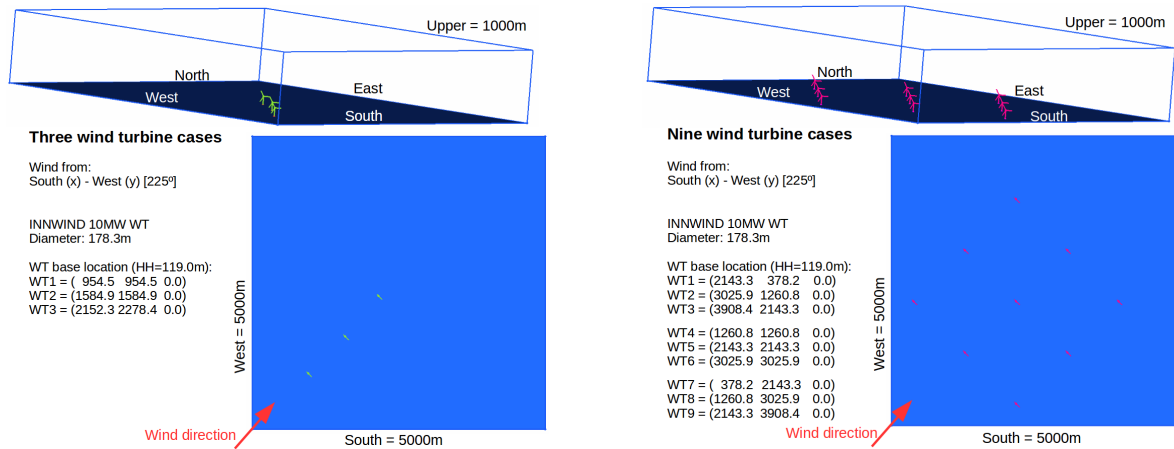 Upper = 1000m
North
East
West
South
Three wind turbine cases
Wind from:
South (x) - West (y) [225º]
INNWIND 10MW WT
Diameter: 178.3m
WT base location (HH=119.0m):
WT1 = ( 954.5 954.5 0.0)
WT2 = (1584.9 1584.9 0.0)
WT3 = (2152.3 2278.4 0.0)
West = 5000m
Wind direction
South = 5000m
Upper = 1000m
North
East
West
South
Nine wind turbine cases
Wind from:
South (x) - West (y) [225º]
INNWIND 10MW WT
Diameter: 178.3m
WT base location (HH=119.0m):
WT1 = (2143.3 378.2 0.0)
WT2 = (3025.9 1260.8 0.0)
WT3 = (3908.4 2143.3 0.0)
WT4 = (1260.8 1260.8 0.0)
WT5 = (2143.3 2143.3 0.0)
WT6 = (3025.9 3025.9 0.0)
WT7 = ( 378.2 2143.3 0.0)
WT8 = (1260.8 3025.9 0.0)
WT9 = (2143.3 3908.4 0.0)
West = 5000m
Wind direction
South = 5000m